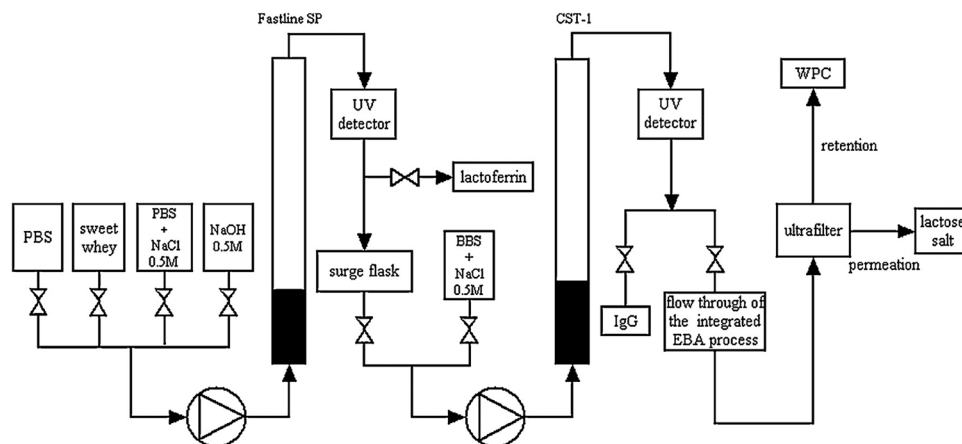 Fastline SP
CST-1
WPC
UV
detector
UV
detector
retention
lactoferrin
PBS
sweet
whey
PBS
+
NaCl
0.5M
NaOH
0.5M
surge flask
BBS
+
NaCl
0.5M
ultrafilter
lactose
salt
permeation
IgG
flow through of
the integrated
EBA process